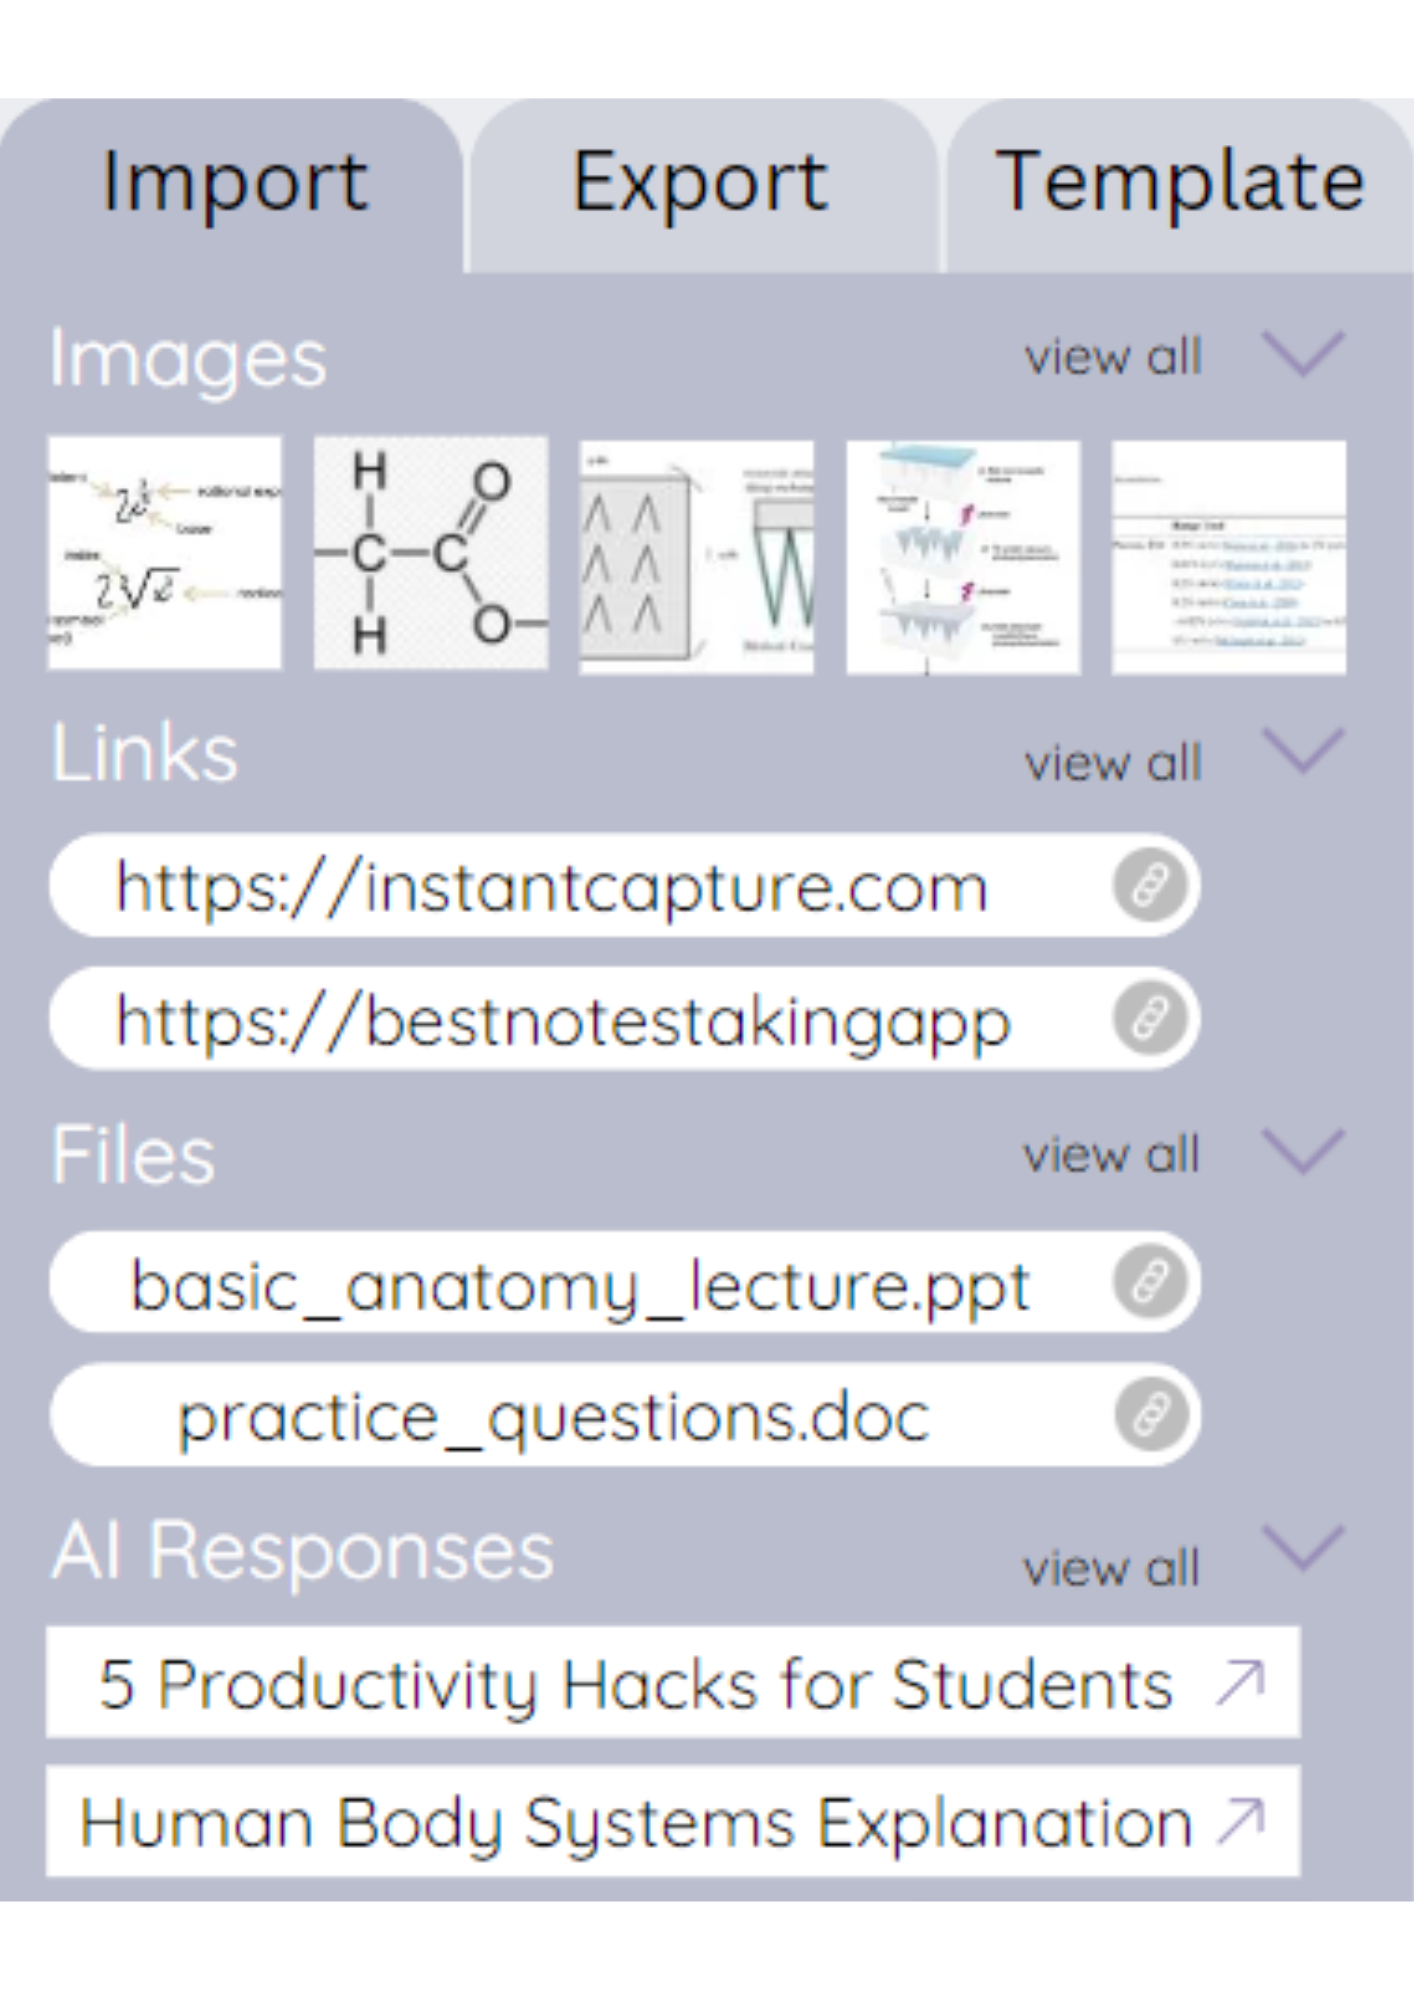 Import Export Template
Images view all
H O
C C
H O
Links view all
https://instantcapture.com
https://bestnotestakingapp
Files view all
basic_anatomy_lecture.ppt
practice_questions.doc
AI Responses view all
5 Productivity Hacks for Students
Human Body Systems Explanation